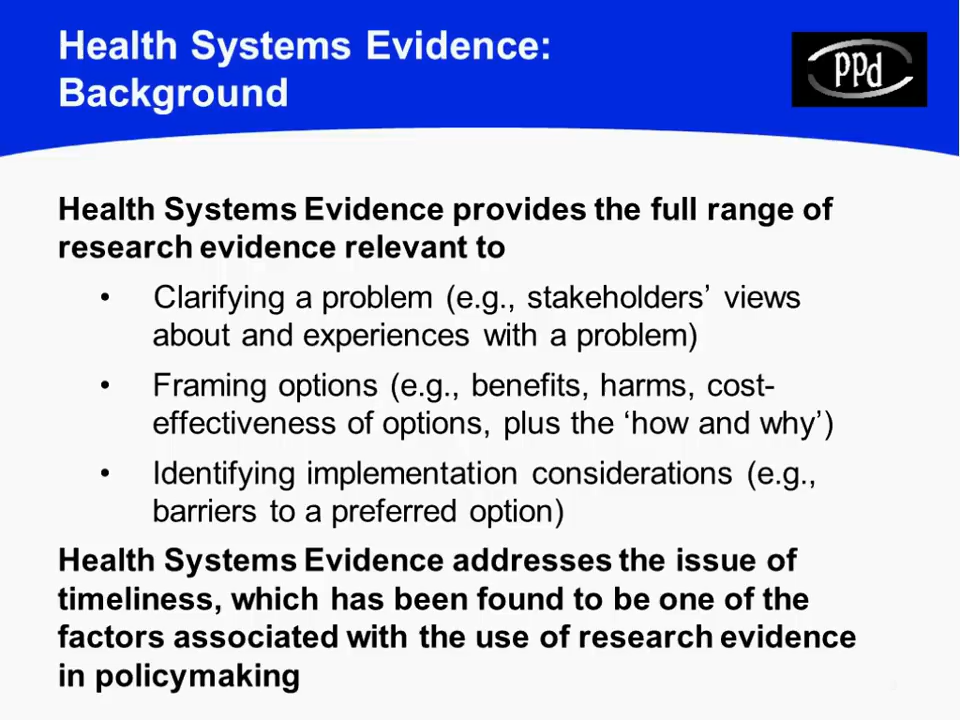 Health Systems Evidence:
Background
ppd
Health Systems Evidence provides the full range of
research evidence relevant to
• Clarifying a problem (e.g., stakeholders’ views
about and experiences with a problem)
• Framing options (e.g., benefits, harms, cost-
effectiveness of options, plus the ‘how and why’)
• Identifying implementation considerations (e.g.,
barriers to a preferred option)
Health Systems Evidence addresses the issue of
timeliness, which has been found to be one of the
factors associated with the use of research evidence
in policymaking